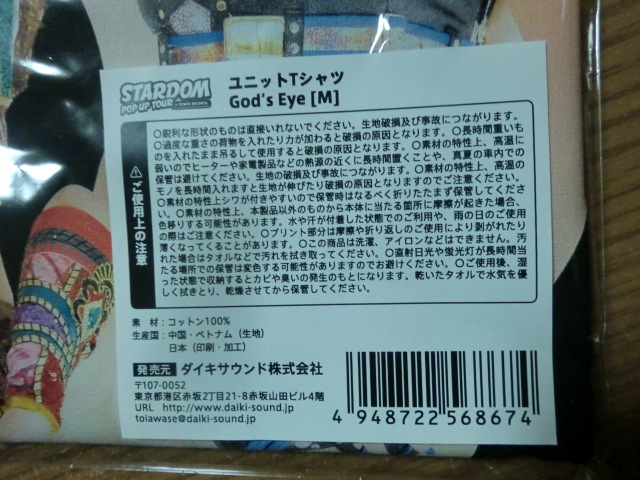 STARDOM
POP UP TOUR
ユニットTシャツ
God's Eye [M]
⚠ご使用上の注意
○鋭利な形状のものは直接いれないでください。生地破損及び事故につながります。
○過度な重さの荷物を入れたり力が加わると破損の原因となります。○長時間重いも
のを入れたまま吊るして使用すると破損の原因となります。○素材の特性上、高温に
弱いのでヒーターや家電製品などの熱源の近くに長時間置くことや、真夏の車内での
保管は避けてください。生地破損及び事故につながります。○素材の特性上、高温の
モノを長時間入れますと生地が伸びたり破損の原因となりますのでご注意ください。
○素材の特性上シワが付きやすいので保管時はなるべく折りたたまず保管してくださ
い。○素材の特性上、本製品以外のものから本体に当たる箇所に摩擦が起きた場合、
色移りする可能性があります。水や汗が付着した状態でのご利用や、雨の日のご使用
の際はご注意ください。○プリント部分は摩擦や折り返しのご使用により剥がれたり
薄くなってくることがあります。○この商品は洗濯、アイロンなどはできません。汚
れた場合はタオルなどで汚れを拭き取ってください。○直射日光や蛍光灯が長時間当
たる場所での保管は変色する可能性がありますのでお避けください。○ご使用後、湿
った状態で収納するとカビや臭いの発生のもとになります。乾いたタオルで水気を優
しく拭きとり、乾燥させてから保管してください。
素 材：コットン100%
生産国：中国・ベトナム（生地）
日本（印刷・加工）
発売元 ダイキサウンド株式会社
〒107-0052
東京都港区赤坂2丁目21-8赤坂山田ビル4階
URL http://www.daiki-sound.jp
toiawase@daiki-sound.jp
4 948722 568674